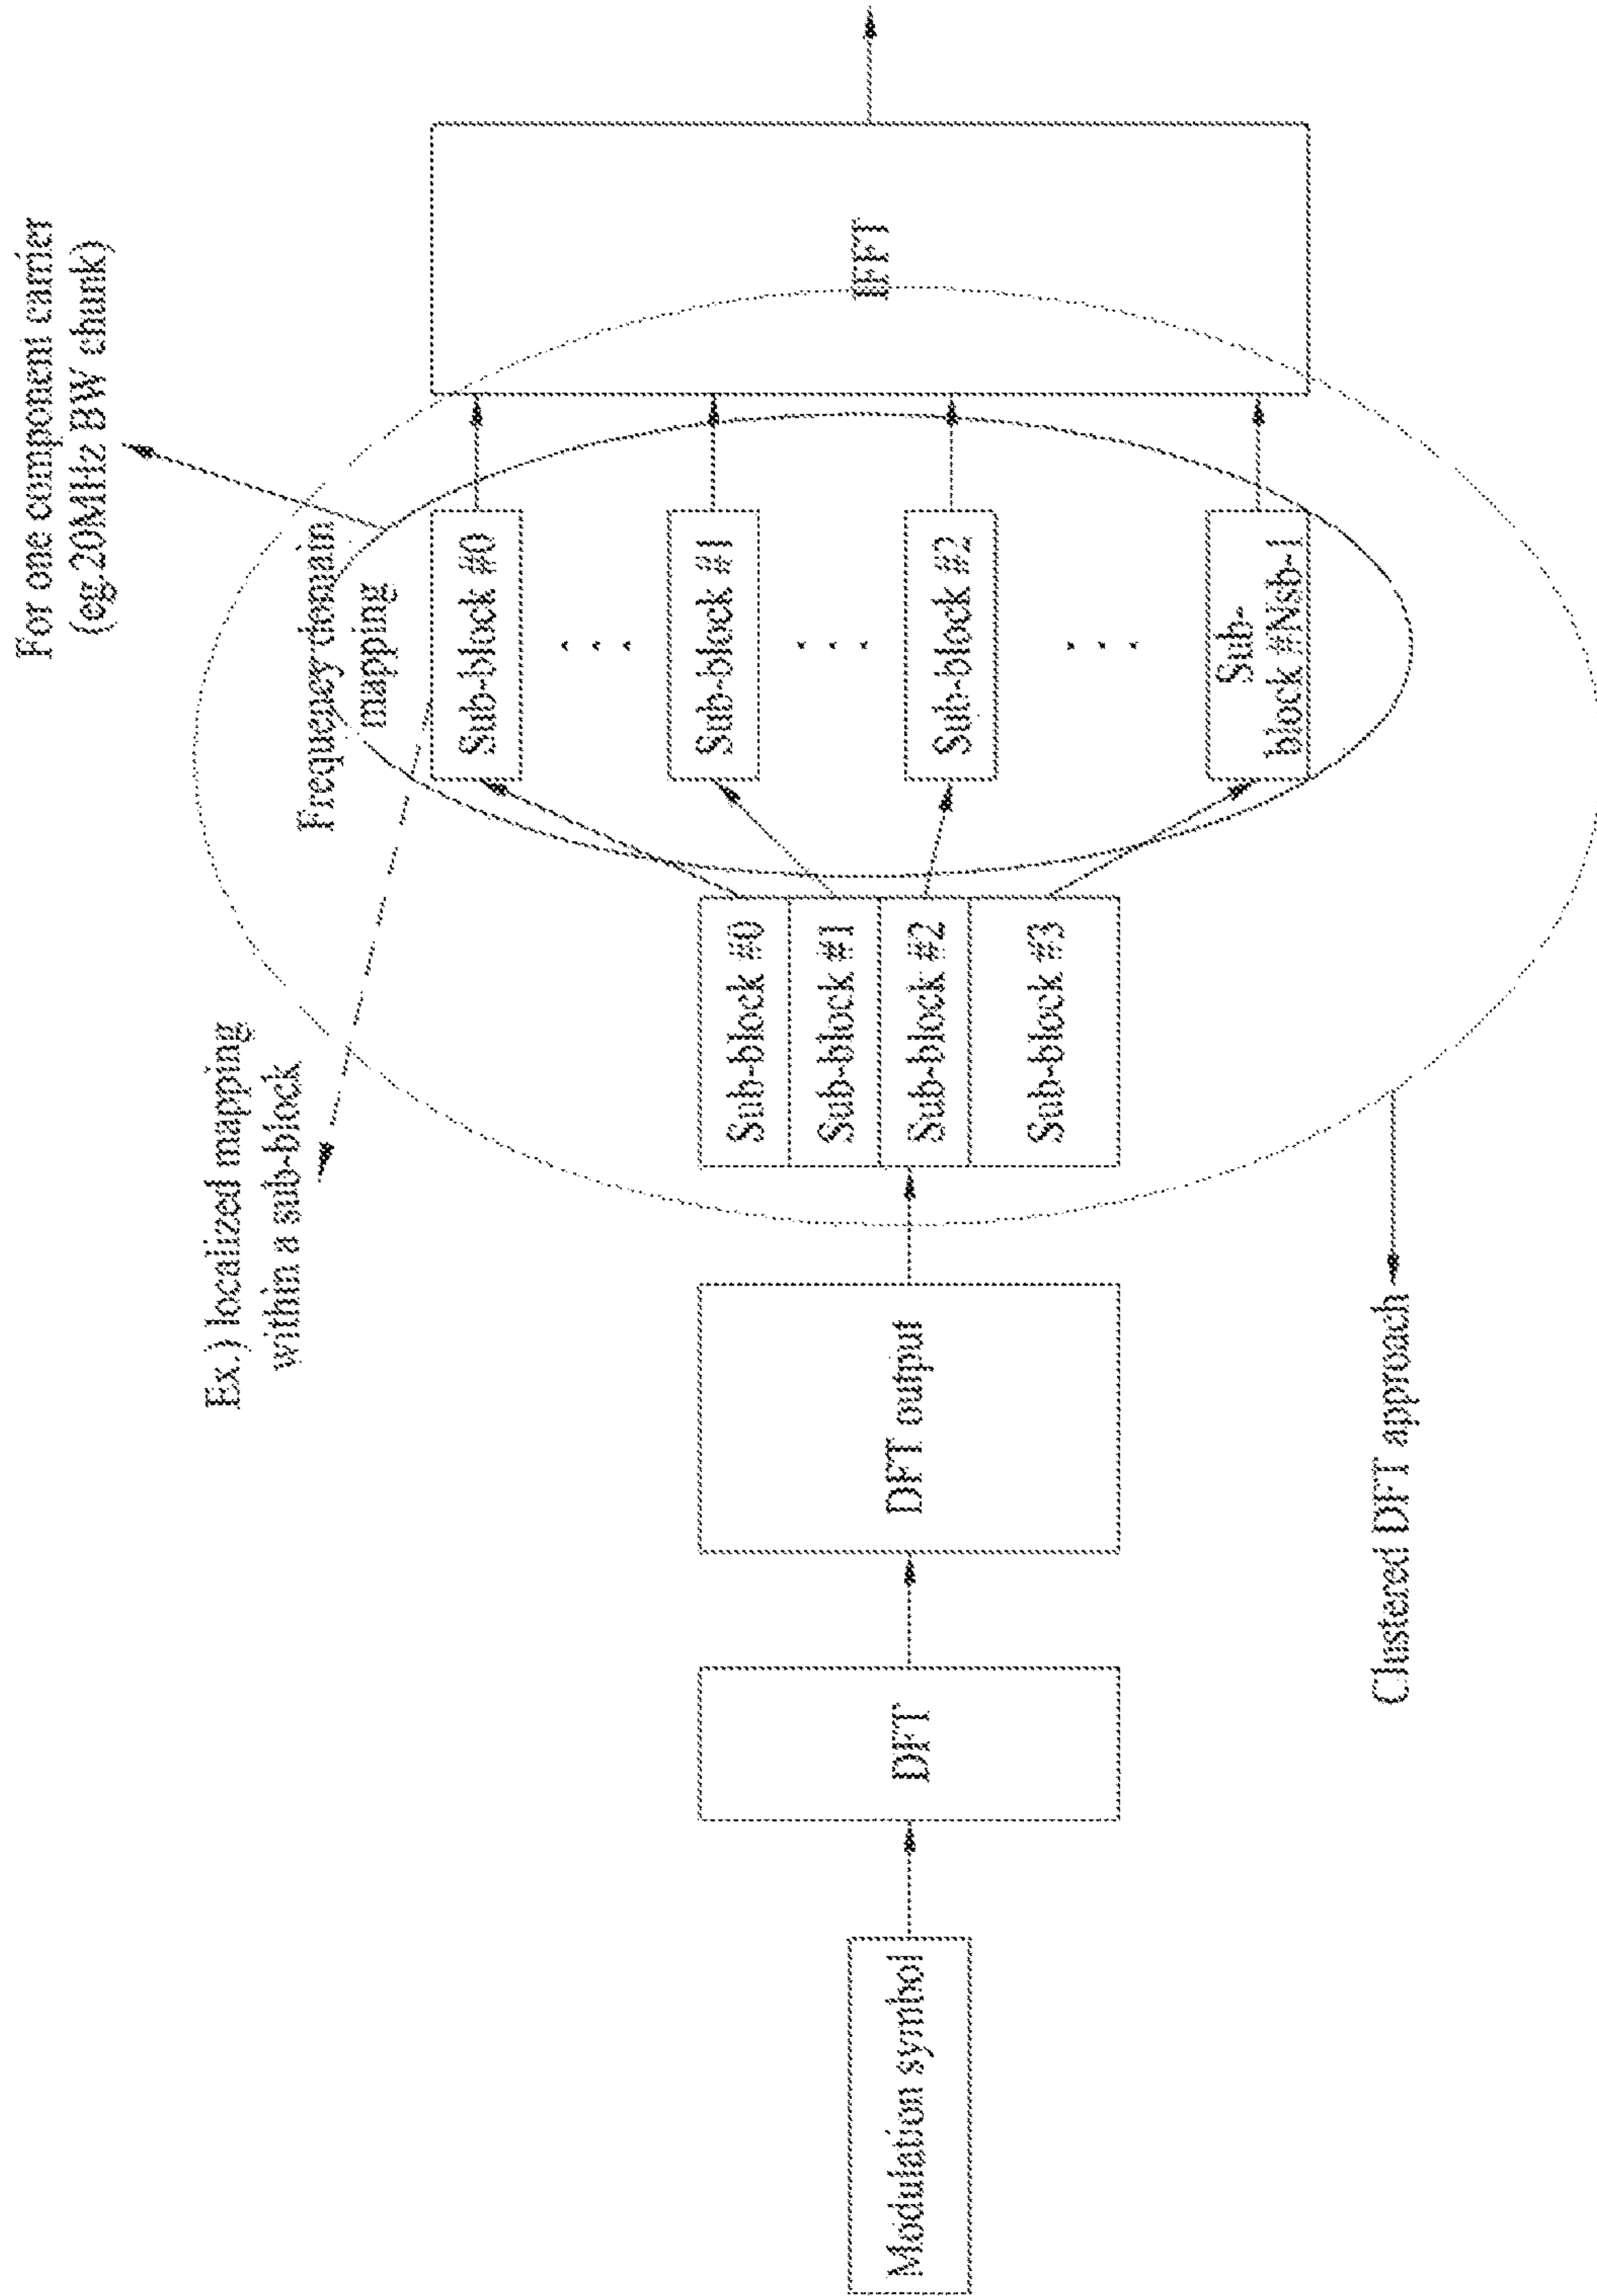 For one component carrier
(eg.20MHz BW chunk)
Ex.) localized mapping
within a sub-block
Frequency domain
mapping
Modulation symbol
DFT
DFT output
Sub-block #0
Sub-block #1
Sub-block #2
Sub-block #3
Sub-block #0
Sub-block #1
Sub-block #2
Sub-
block #Nsb-1
IFFT
Clustered DFT approach